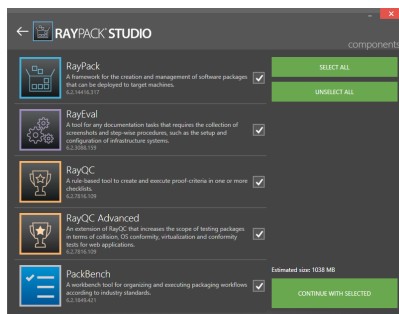 RAYPACK® STUDIO
components
RayPack
A framework for the creation and management of software packages
that can be deployed to target machines.
6.2.14416.317
SELECT ALL
UNSELECT ALL
RayEval
A tool for any documentation tasks that requires the collection of
screenshots and step-wise procedures, such as the setup and
configuration of infrastructure systems.
6.2.3088.159
RayQC
A rule-based tool to create and execute proof-criteria in one or more
checklists.
6.2.7816.109
RayQC Advanced
An extension of RayQC that increases the scope of testing packages
in terms of collision, OS conformity, virtualization and conformity
tests for web applications.
6.2.7816.109
PackBench
A workbench tool for organizing and executing packaging workflows
according to industry standards.
6.2.1849.421
Estimated size: 1038 MB
CONTINUE WITH SELECTED